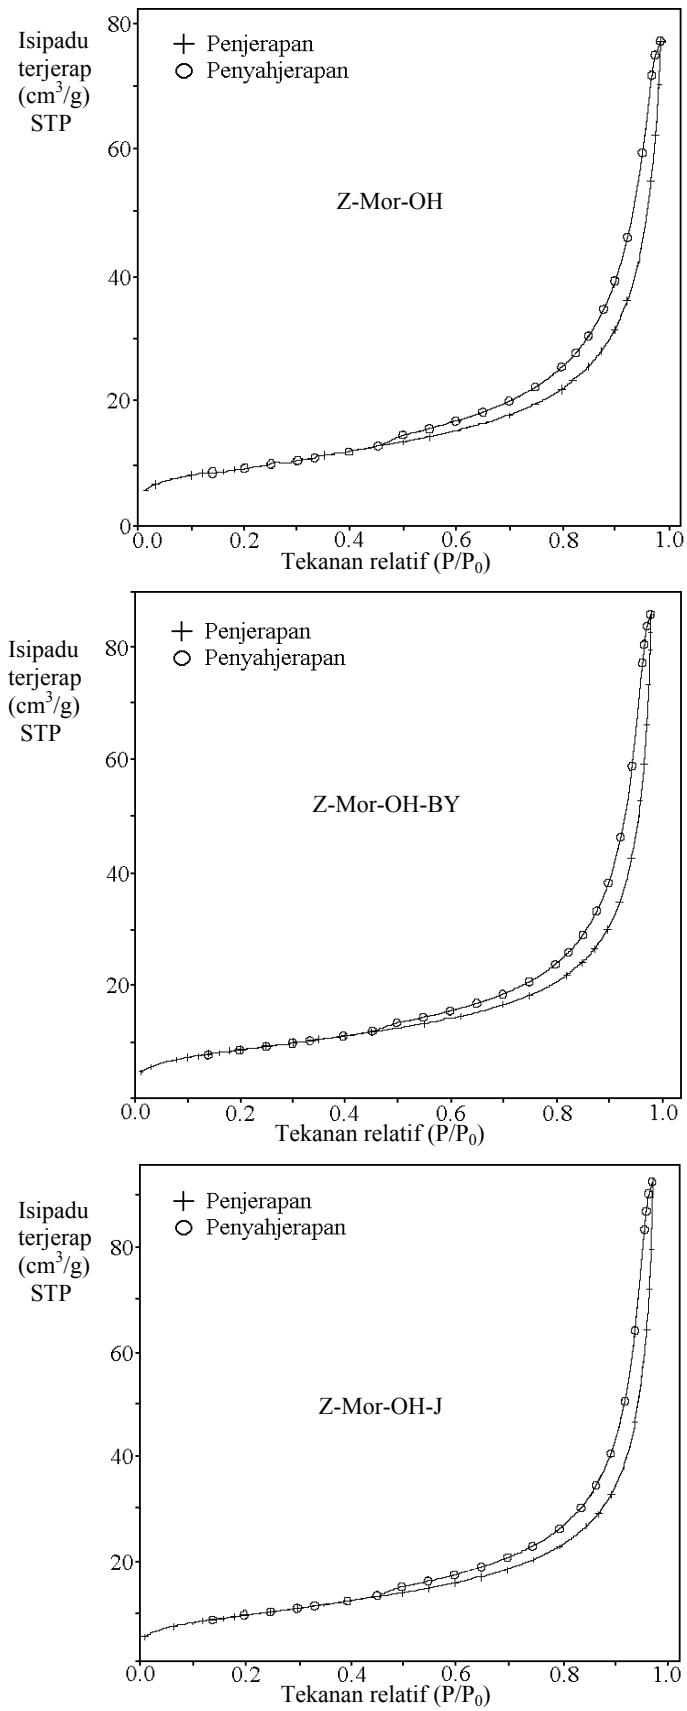 Isipadu
terjerap
(cm³/g)
STP
80
60
40
20
0
+ Penjerapan
○ Penyahjerapan
Z-Mor-OH
0.0 0.2 0.4 0.6 0.8 1.0
Tekanan relatif (P/P₀)
Isipadu
terjerap
(cm³/g)
STP
80
60
40
20
+ Penjerapan
○ Penyahjerapan
Z-Mor-OH-BY
0.0 0.2 0.4 0.6 0.8 1.0
Tekanan relatif (P/P₀)
Isipadu
terjerap
(cm³/g)
STP
80
60
40
20
+ Penjerapan
○ Penyahjerapan
Z-Mor-OH-J
0.0 0.2 0.4 0.6 0.8 1.0
Tekanan relatif (P/P₀)